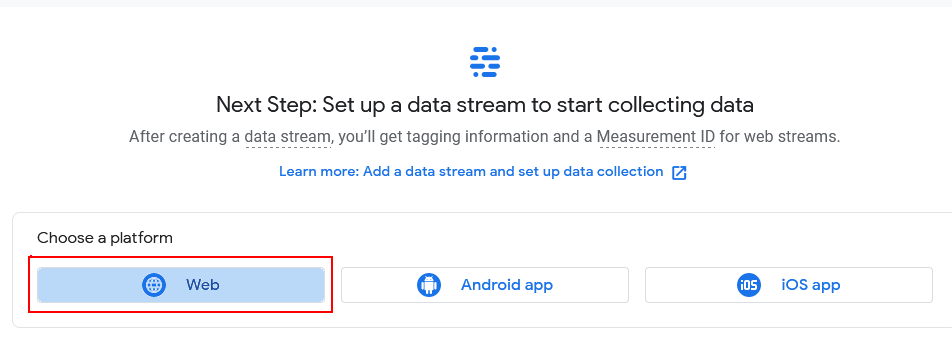 Next Step: Set up a data stream to start collecting data
After creating a data stream, you'll get tagging information and a Measurement ID for web streams.
Learn more: Add a data stream and set up data collection
Choose a platform
Web
Android app
iOS iOS app